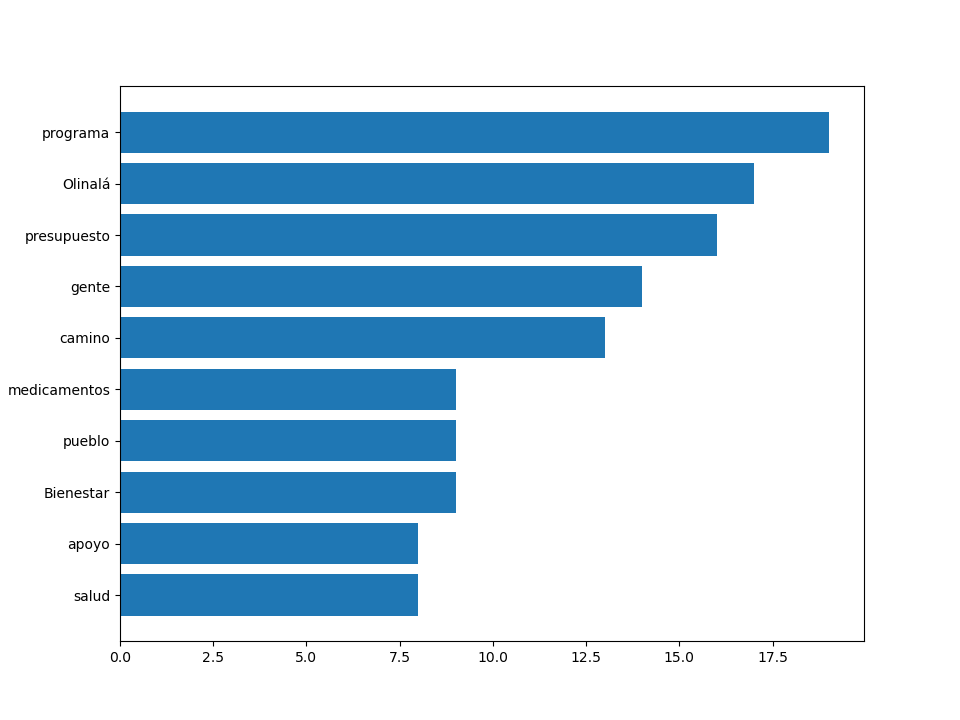 programa
Olinalá
presupuesto
gente
camino
medicamentos
pueblo
Bienestar
apoyo
salud
0.0 2.5 5.0 7.5 10.0 12.5 15.0 17.5